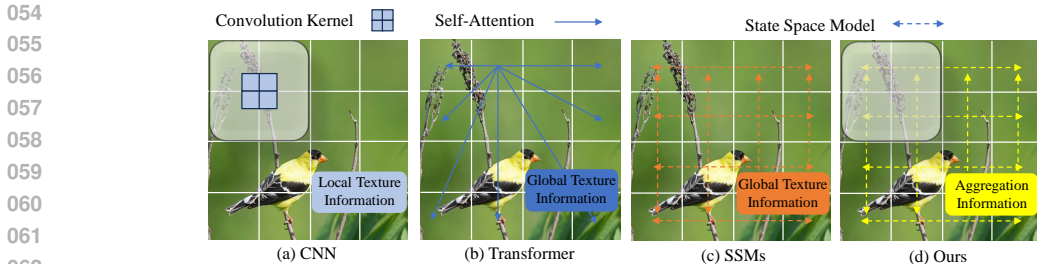 054
055
056
057
058
059
060
061
Convolution Kernel
Self-Attention
State Space Model
Local Texture
Information
Global Texture
Information
Global Texture
Information
Aggregation
Information
(a) CNN
(b) Transformer
(c) SSMs
(d) Ours